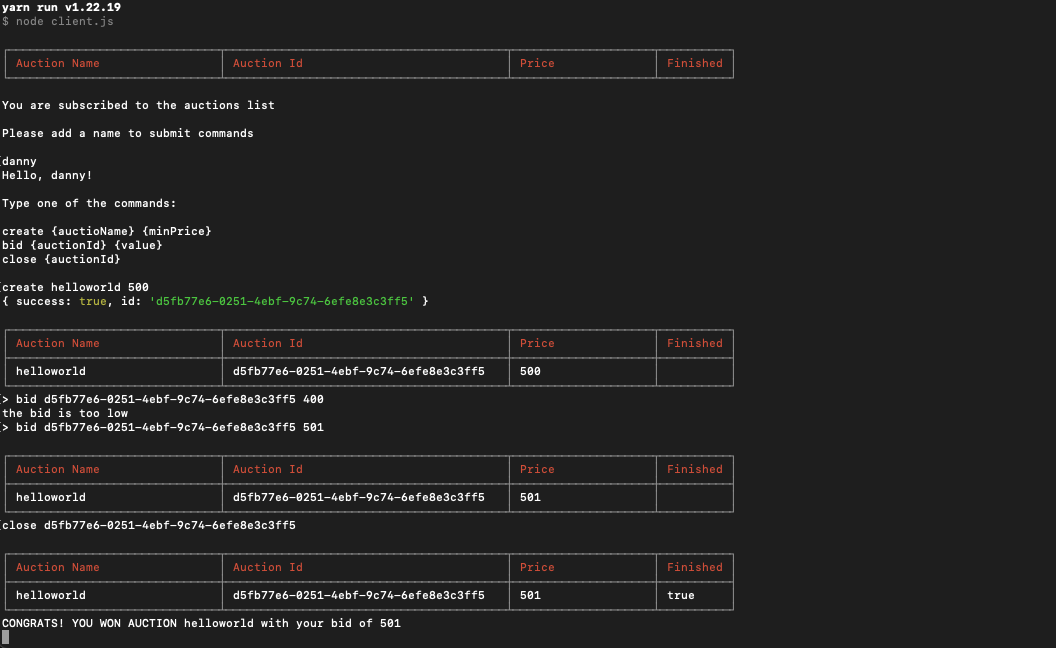 yarn run v1.22.19
$ node client.js
Auction Name Auction Id Price Finished
You are subscribed to the auctions list
Please add a name to submit commands
danny
Hello, danny!
Type one of the commands:
create {auctioName} {minPrice}
bid {auctionId} {value}
close {auctionId}
create helloworld 500
{ success: true, id: 'd5fb77e6-0251-4ebf-9c74-6efe8e3c3ff5' }
Auction Name Auction Id Price Finished
helloworld d5fb77e6-0251-4ebf-9c74-6efe8e3c3ff5 500
> bid d5fb77e6-0251-4ebf-9c74-6efe8e3c3ff5 400
the bid is too low
> bid d5fb77e6-0251-4ebf-9c74-6efe8e3c3ff5 501
Auction Name Auction Id Price Finished
helloworld d5fb77e6-0251-4ebf-9c74-6efe8e3c3ff5 501
close d5fb77e6-0251-4ebf-9c74-6efe8e3c3ff5
Auction Name Auction Id Price Finished
helloworld d5fb77e6-0251-4ebf-9c74-6efe8e3c3ff5 501 true
CONGRATS! YOU WON AUCTION helloworld with your bid of 501